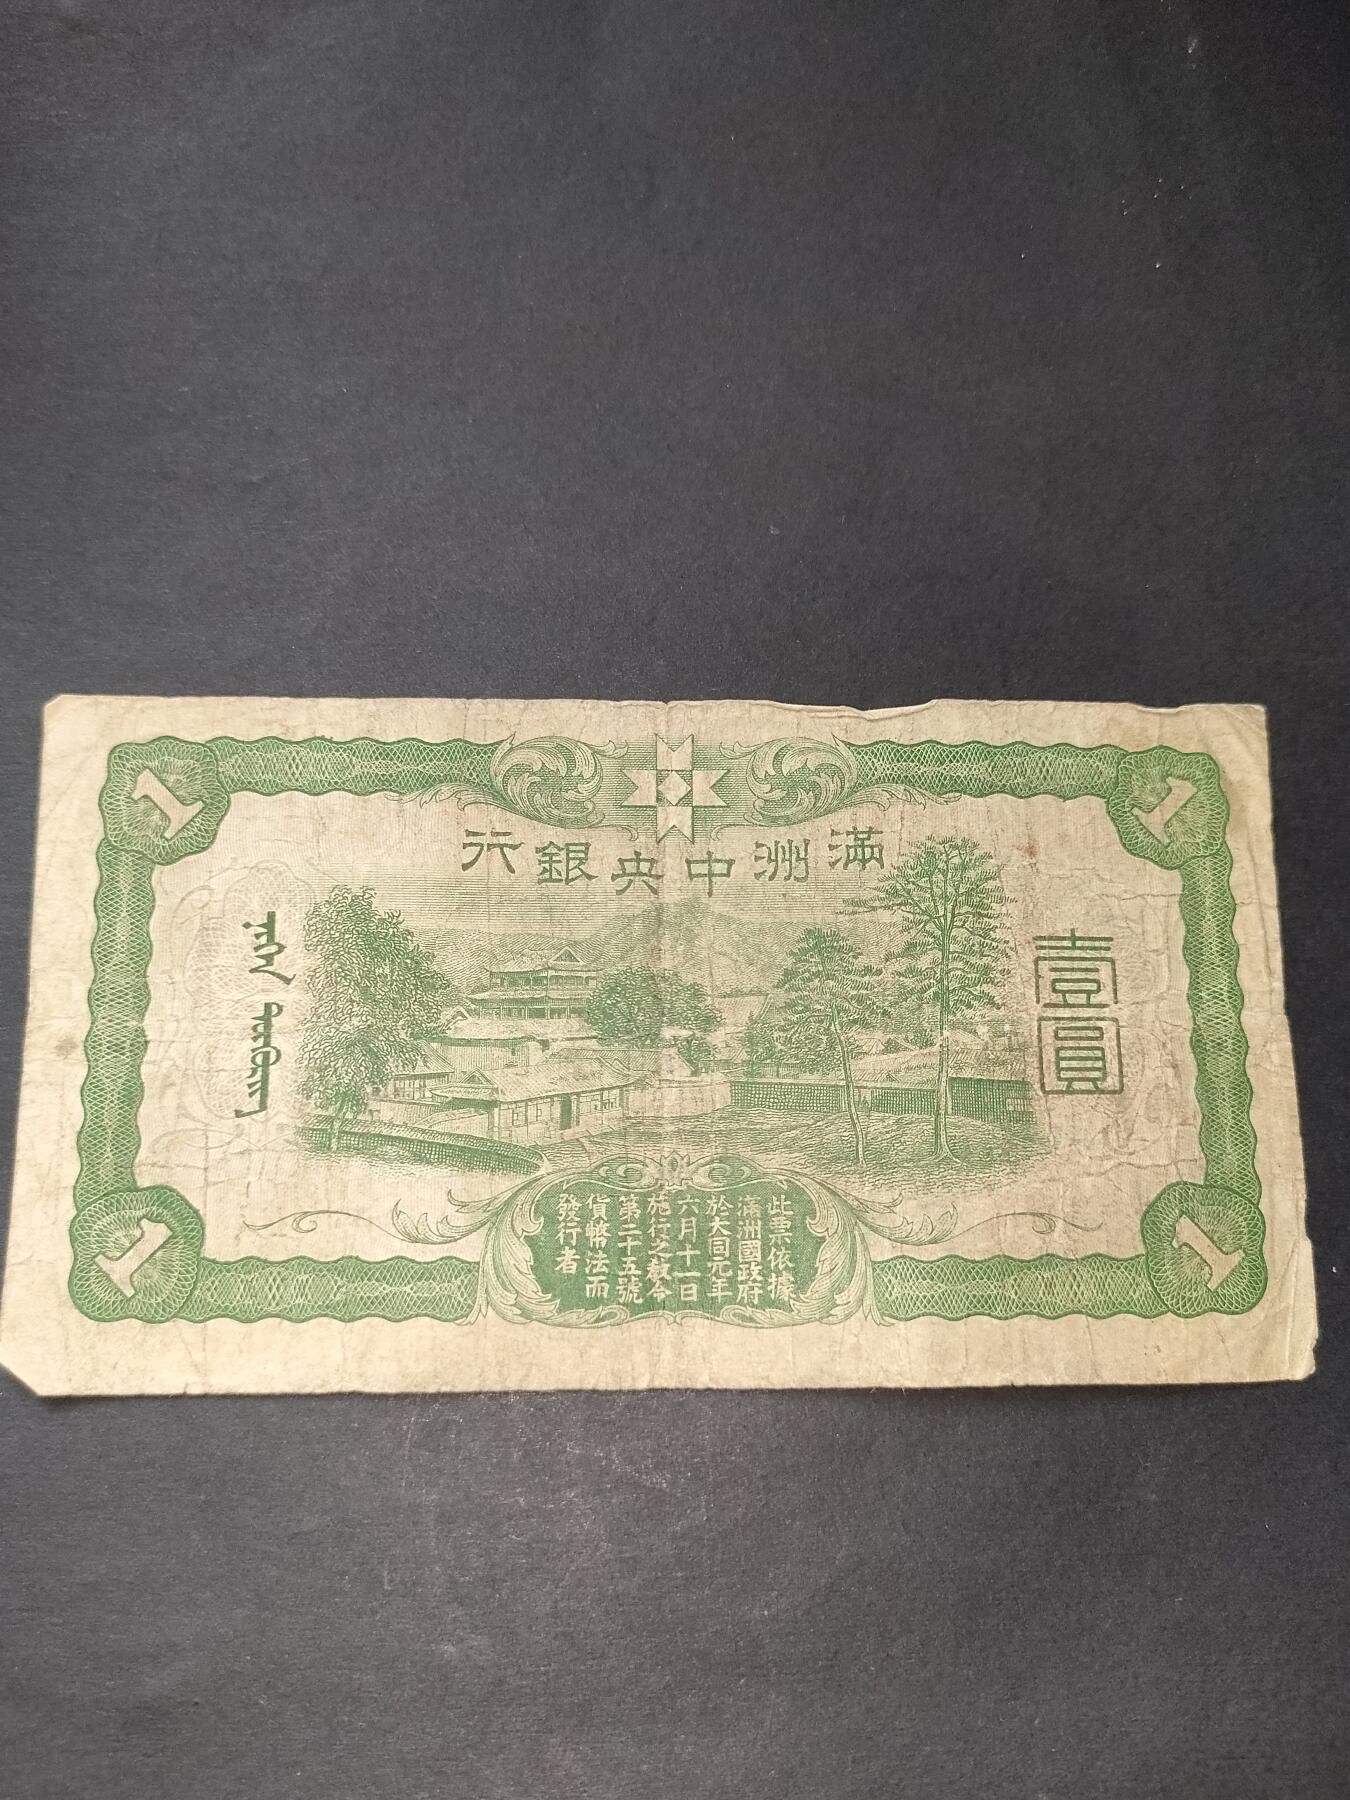 1
1
滿洲中央銀行
壹圓
此票依據
滿洲國政府
於大同元年
六月十一日
施行之敎令
第二十五號
貨幣法而
發行者
1
1